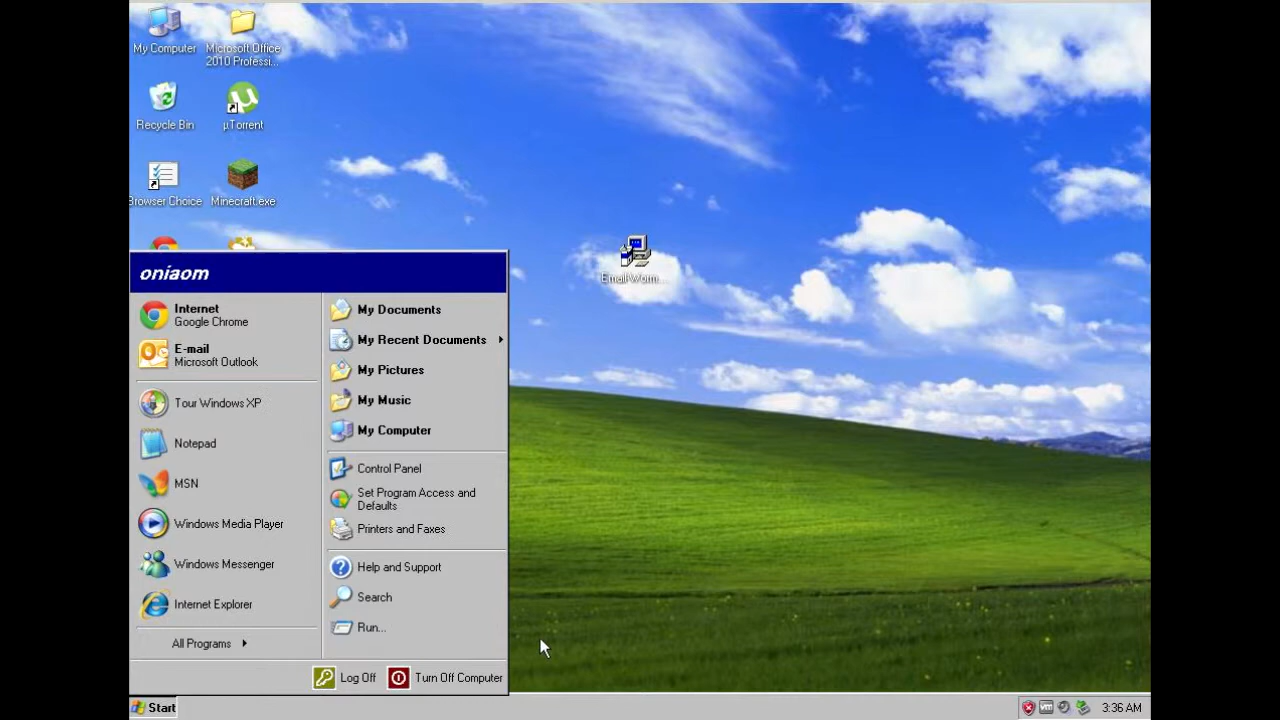 My Computer
Microsoft Office
2010 Professi...
Recycle Bin
µTorrent
Browser Choice
Minecraft.exe
Email-Worm....
oniaom
Internet
Google Chrome
E-mail
Microsoft Outlook
Tour Windows XP
Notepad
MSN
Windows Media Player
Windows Messenger
Internet Explorer
All Programs
My Documents
My Recent Documents
My Pictures
My Music
My Computer
Control Panel
Set Program Access and
Defaults
Printers and Faxes
Help and Support
Search
Run...
Log Off
Turn Off Computer
Start
vm
3:36 AM